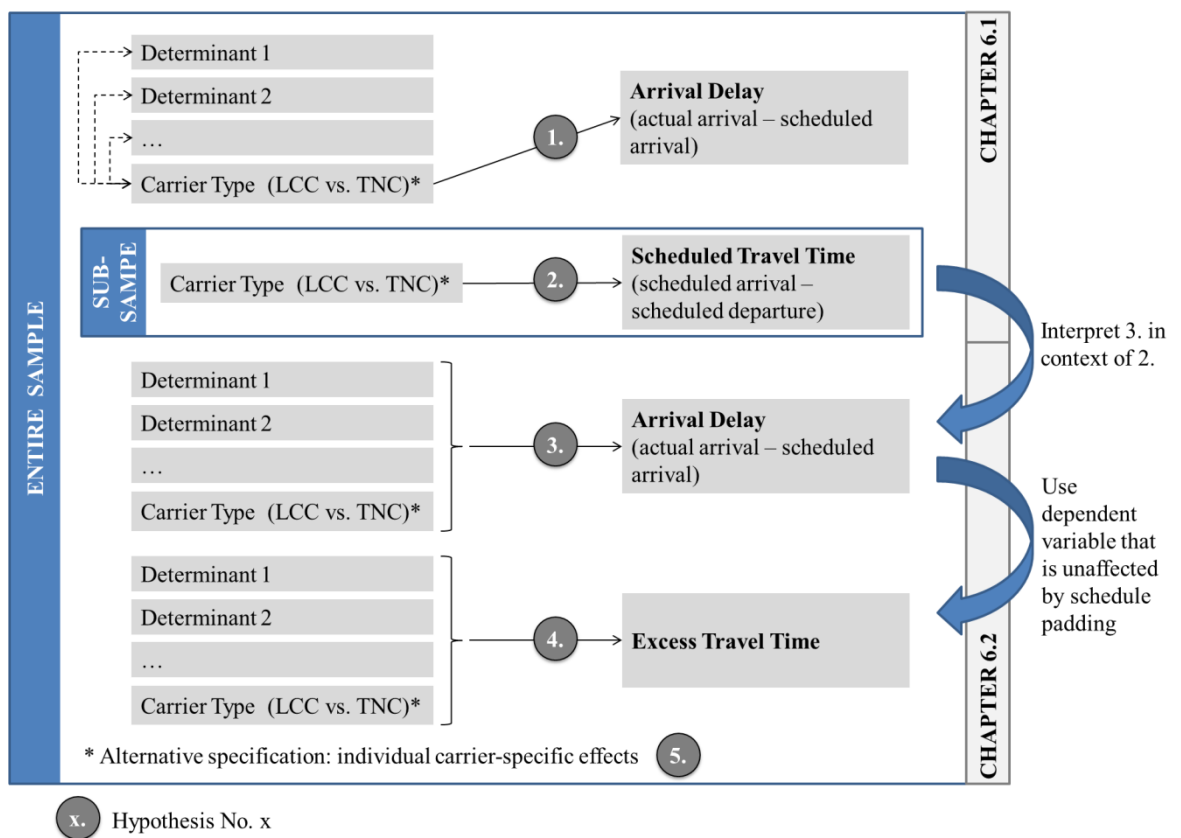 ENTIRE SAMPLE
Determinant 1
Determinant 2
…
Carrier Type (LCC vs. TNC)*
1.
Arrival Delay
(actual arrival – scheduled
arrival)
CHAPTER 6.1
SUB-
SAMPE
Carrier Type (LCC vs. TNC)*
2.
Scheduled Travel Time
(scheduled arrival –
scheduled departure)
Interpret 3. in
context of 2.
Determinant 1
Determinant 2
…
Carrier Type (LCC vs. TNC)*
3.
Arrival Delay
(actual arrival – scheduled
arrival)
Use
dependent
variable that
is unaffected
by schedule
padding
Determinant 1
Determinant 2
…
Carrier Type (LCC vs. TNC)*
4.
Excess Travel Time
CHAPTER 6.2
* Alternative specification: individual carrier-specific effects
5.
x.
Hypothesis No. x